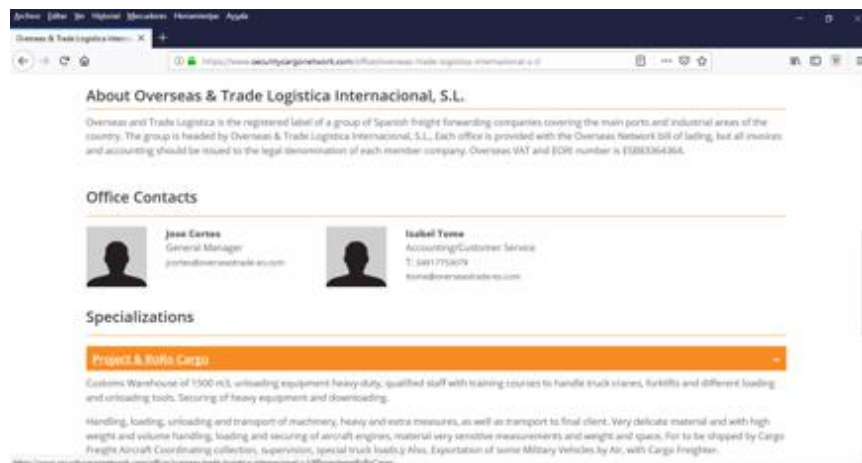 Archivo Editar Ver Historial Marcadores Herramientas Ayuda
Overseas & Trade Logistica Intern
https://www.securitycargonetwork.com/
About Overseas & Trade Logistica Internacional, S.L.
Overseas and Trade Logistica is the registered label of a group of Spanish freight forwarding companies covering the main ports and industrial areas of the
country. The group is headed by Overseas & Trade Logistica Internacional, S.L., Each office is provided with the Overseas Network bill of lading, but all invoices
and accounting should be issued to the legal denomination of each member company. Overseas VAT and EORI number is
Office Contacts
Jose Cortes
General Manager
Isabel Tome
Accounting/Customer Service
Specializations
Project & RoRo Cargo
Customs Warehouse of 1500 m3, unloading equipment heavy-duty, qualified staff with training courses to handle truck cranes, forklifts and different loading
and unloading tools. Securing of heavy equipment and downloading.
Handling, loading, unloading and transport of machinery, heavy and extra measures, as well as transport to final client. Very delicate material and with high
weight and volume handling; loading and securing of aircraft engines, material very sensitive measurements and weight and space. For to be shipped by Cargo
Freight Aircraft Coordinating collection, supervision, special truck loads.y Also, Exportation of some Military Vehicles by Air, with Cargo Freighter.